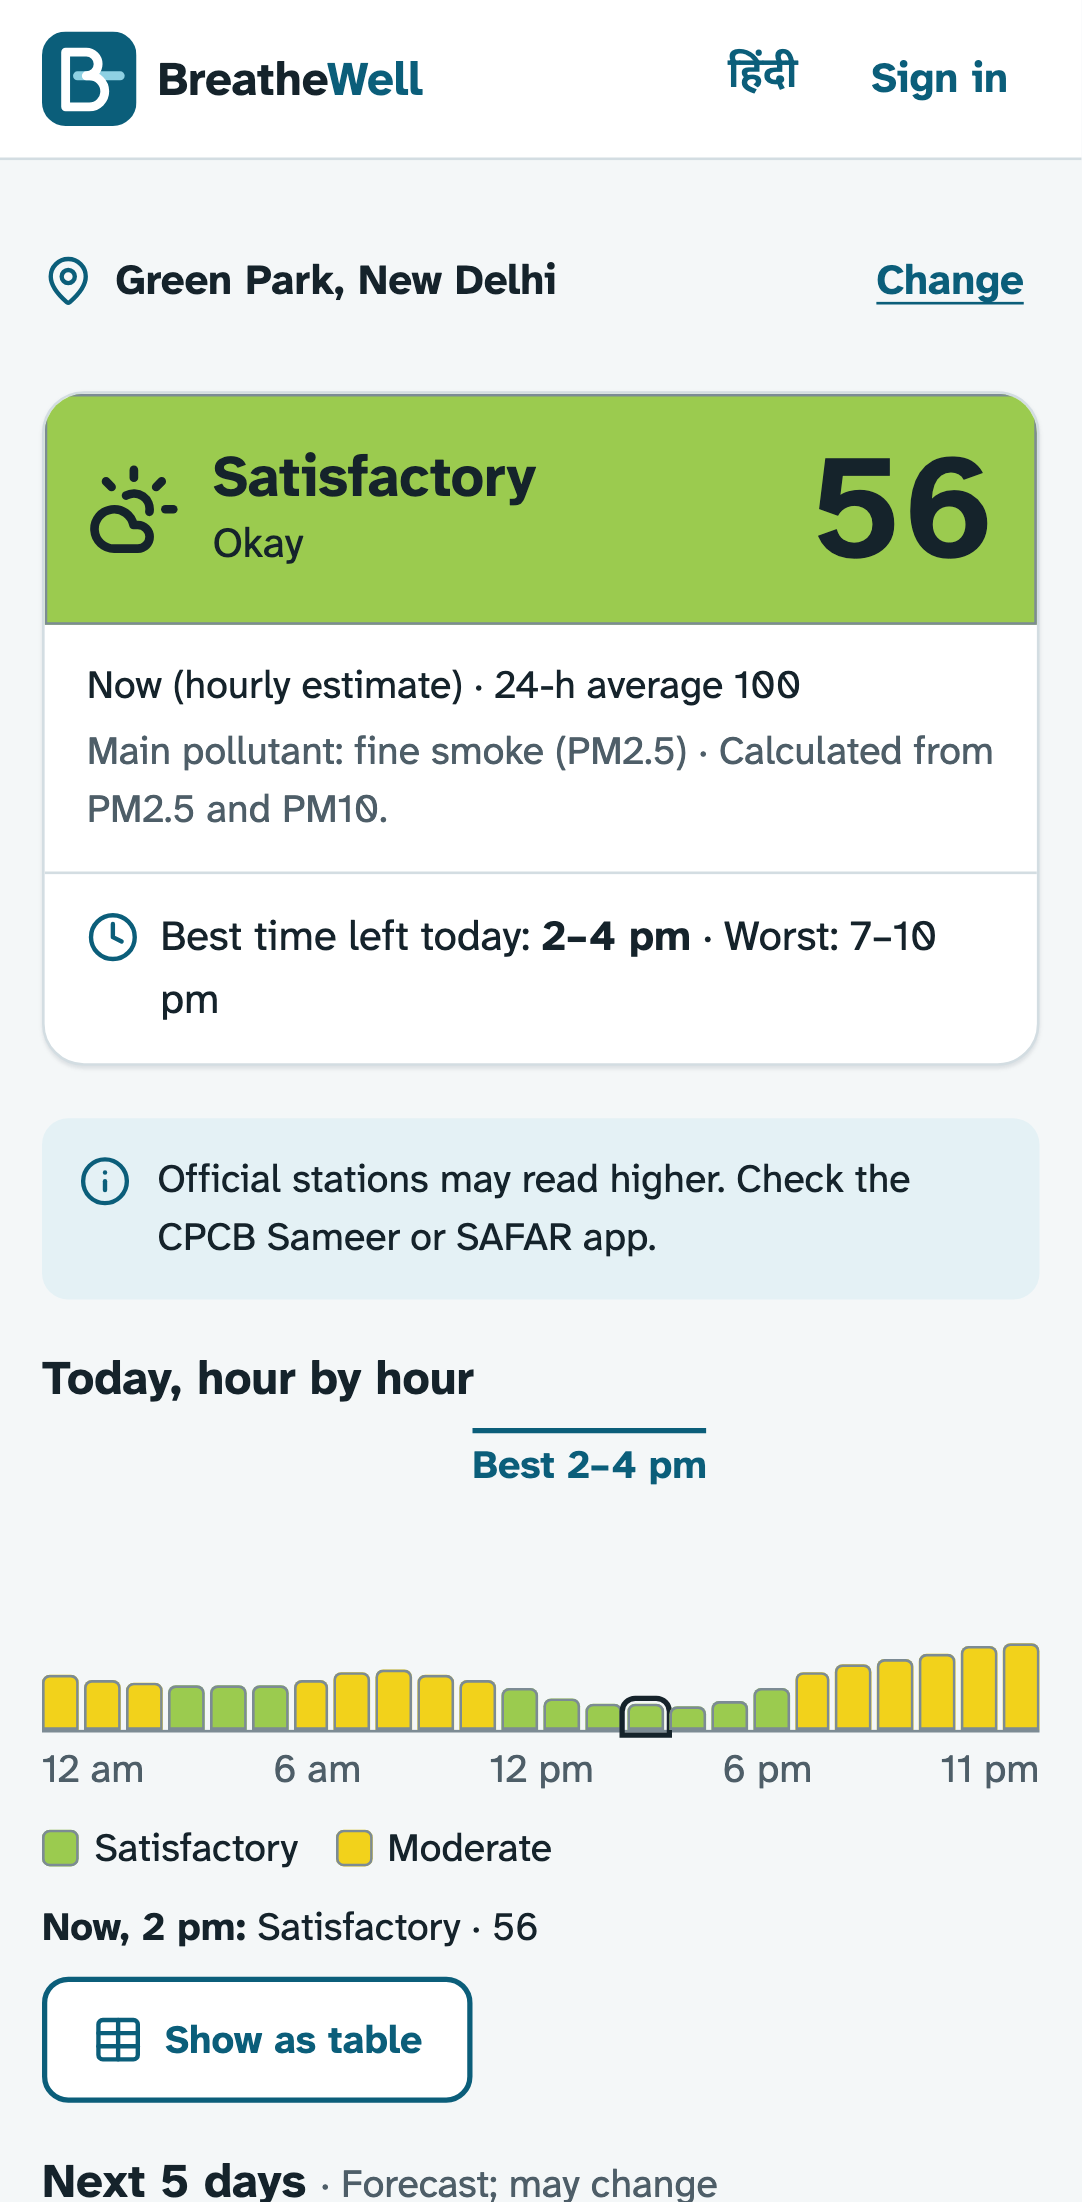 BreatheWell
हिंदी
Sign in
Green Park, New Delhi
Change
Satisfactory
Okay
56
Now (hourly estimate) · 24-h average 100
Main pollutant: fine smoke (PM2.5) · Calculated from
PM2.5 and PM10.
Best time left today: 2–4 pm · Worst: 7–10
pm
Official stations may read higher. Check the
CPCB Sameer or SAFAR app.
Today, hour by hour
Best 2–4 pm
12 am 6 am 12 pm 6 pm 11 pm
Satisfactory Moderate
Now, 2 pm: Satisfactory · 56
Show as table
Next 5 days · Forecast; may change